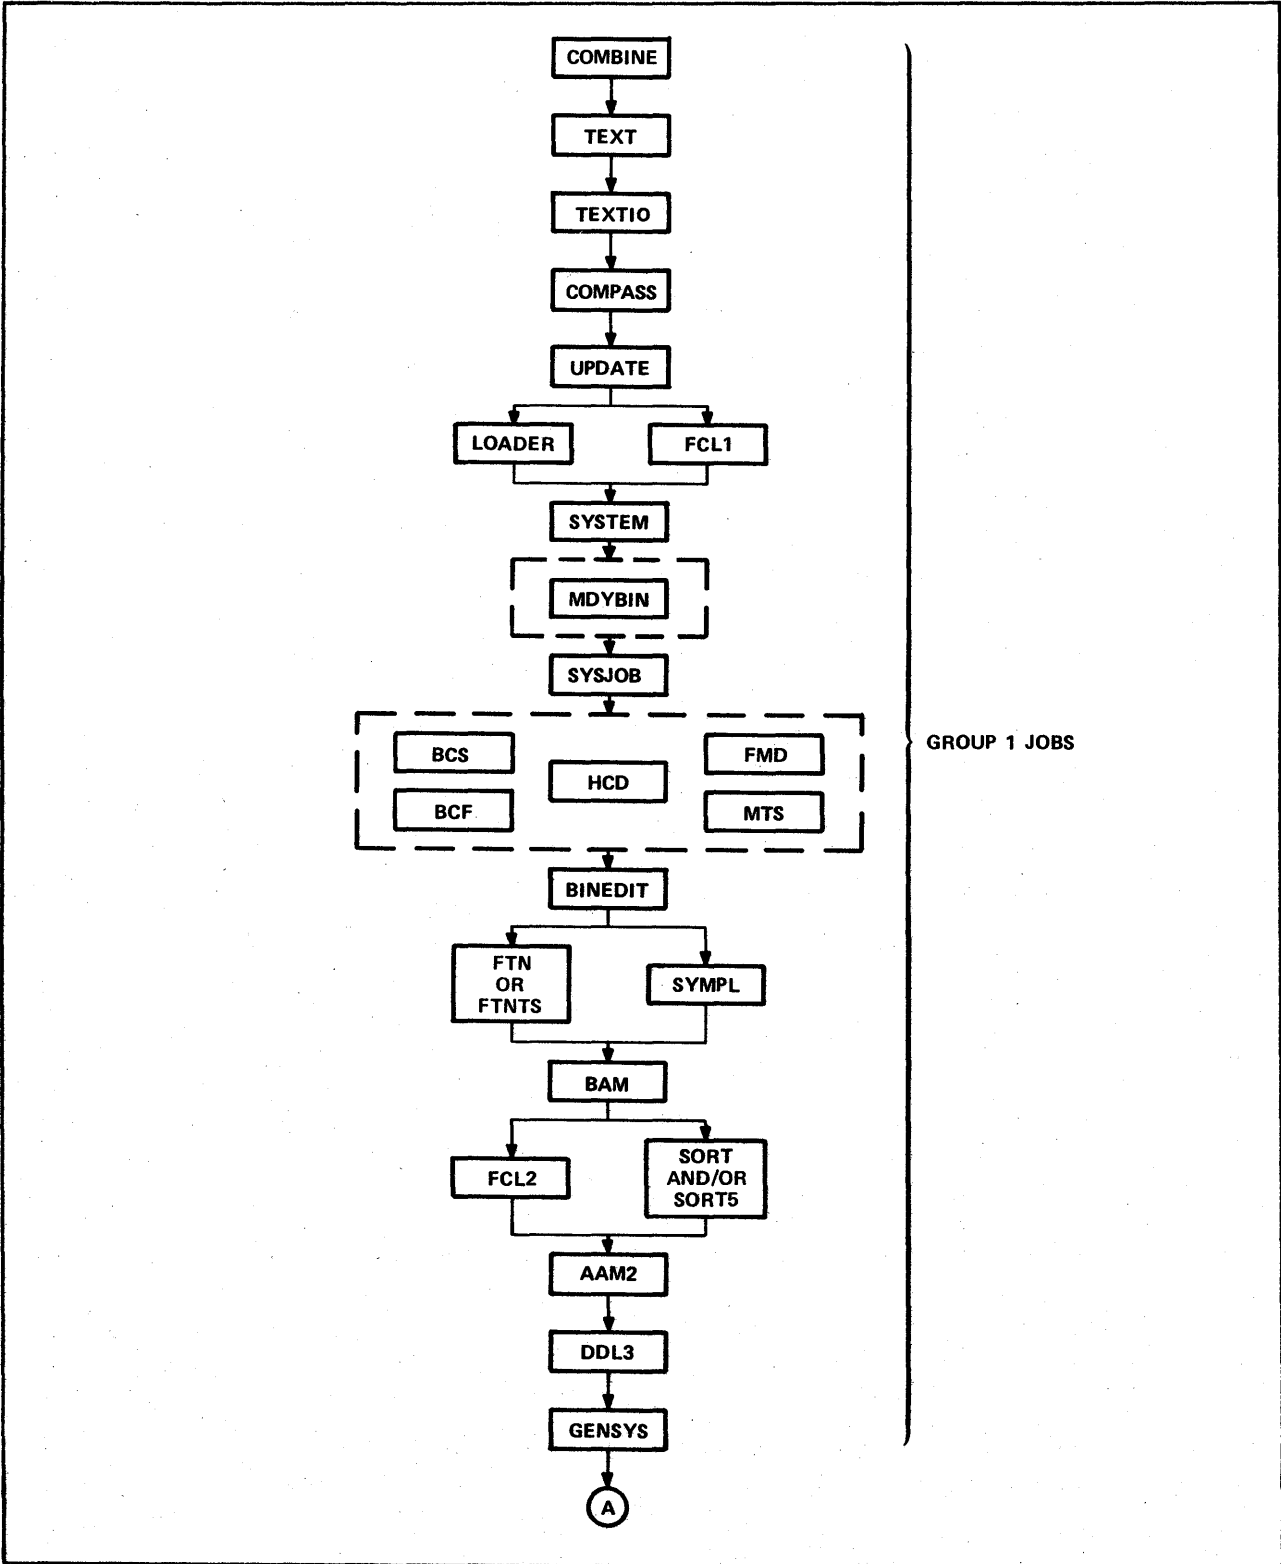 COMBINE
TEXT
TEXTIO
COMPASS
UPDATE
LOADER
FCL1
SYSTEM
MDYBIN
SYSJOB
BCS
FMD
HCD
BCF
MTS
GROUP 1 JOBS
BINEDIT
FTN
OR
FTNTS
SYMPL
BAM
FCL2
SORT
AND/OR
SORT5
AAM2
DDL3
GENSYS
A